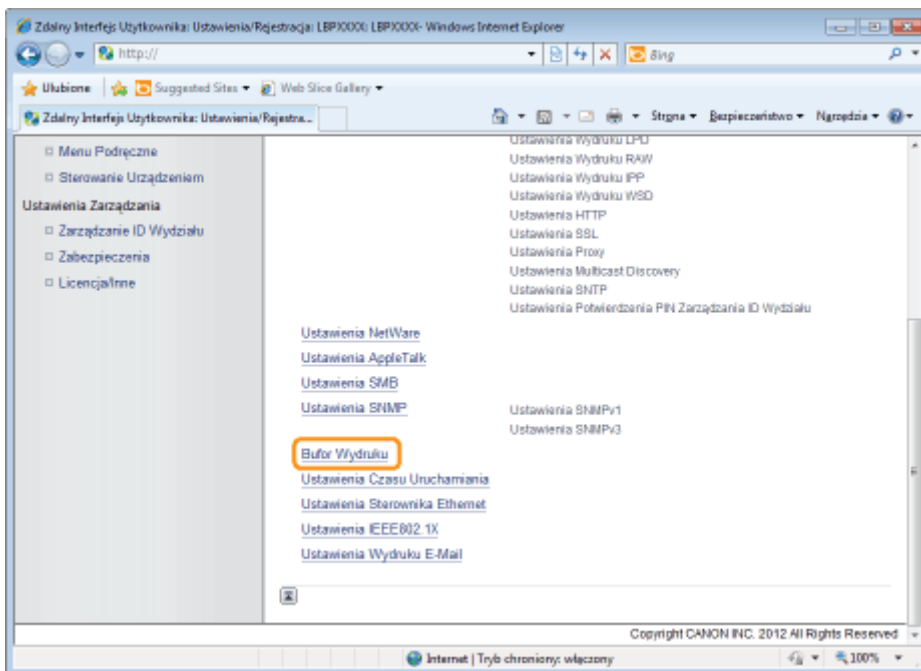 Zdalny Interfejs Użytkownika: Ustawienia/Rejestracja: LBPXXXX: LBPXXXX- Windows Internet Explorer
http://
Bing
Ulubione Suggested Sites Web Slice Gallery
Zdalny Interfejs Użytkownika: Ustawienia/Rejestra...
Strona Bezpieczeństwo Narzędzia
Menu Podręczne
Sterowanie Urządzeniem
Ustawienia Zarządzania
Zarządzanie ID Wydziału
Zabezpieczenia
Licencja/Inne
Ustawienia Wydruku LPD
Ustawienia Wydruku RAW
Ustawienia Wydruku IPP
Ustawienia Wydruku WSD
Ustawienia HTTP
Ustawienia SSL
Ustawienia Proxy
Ustawienia Multicast Discovery
Ustawienia SNTP
Ustawienia Potwierdzania PIN Zarządzania ID Wydziału
Ustawienia NetWare
Ustawienia AppleTalk
Ustawienia SMB
Ustawienia SNMP
Ustawienia SNMPv1
Ustawienia SNMPv3
Bufor Wydruku
Ustawienia Czasu Uruchamiania
Ustawienia Sterownika Ethernet
Ustawienia IEEE802.1X
Ustawienia Wydruku E-Mail
Copyright CANON INC. 2012 All Rights Reserved
Internet | Tryb chroniony: włączony
100%